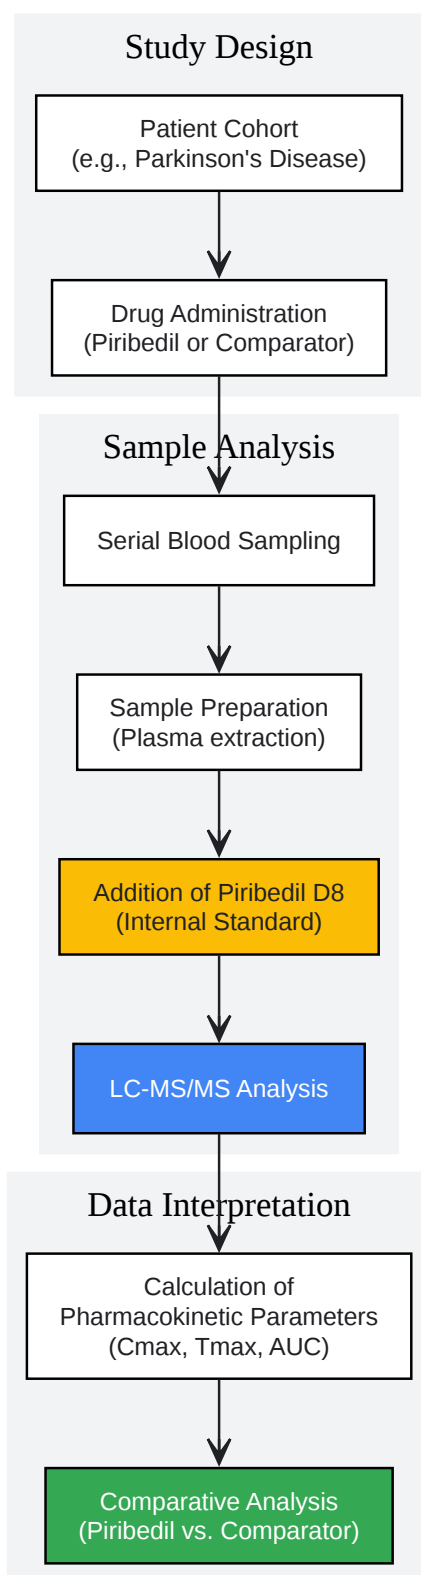 Study Design
Patient Cohort
(e.g., Parkinson's Disease)
Drug Administration
(Piribedil or Comparator)
Sample Analysis
Serial Blood Sampling
Sample Preparation
(Plasma extraction)
Addition of Piribedil D8
(Internal Standard)
LC-MS/MS Analysis
Data Interpretation
Calculation of
Pharmacokinetic Parameters
(Cmax, Tmax, AUC)
Comparative Analysis
(Piribedil vs. Comparator)